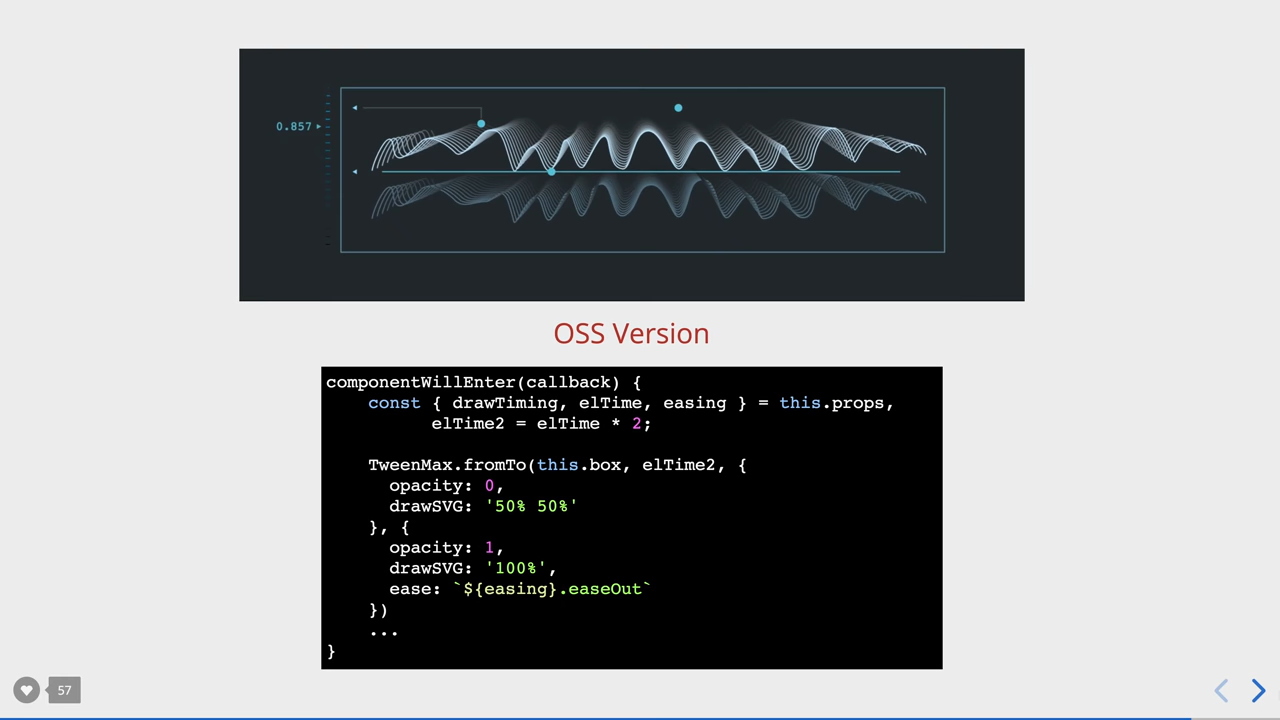 0.857
OSS Version
componentWillEnter(callback) {
    const { drawTiming, elTime, easing } = this.props,
          elTime2 = elTime * 2;

    TweenMax.fromTo(this.box, elTime2, {
      opacity: 0,
      drawSVG: '50% 50%'
    }, {
      opacity: 1,
      drawSVG: '100%',
      ease: `${easing}.easeOut`
    })
    ...
}
57